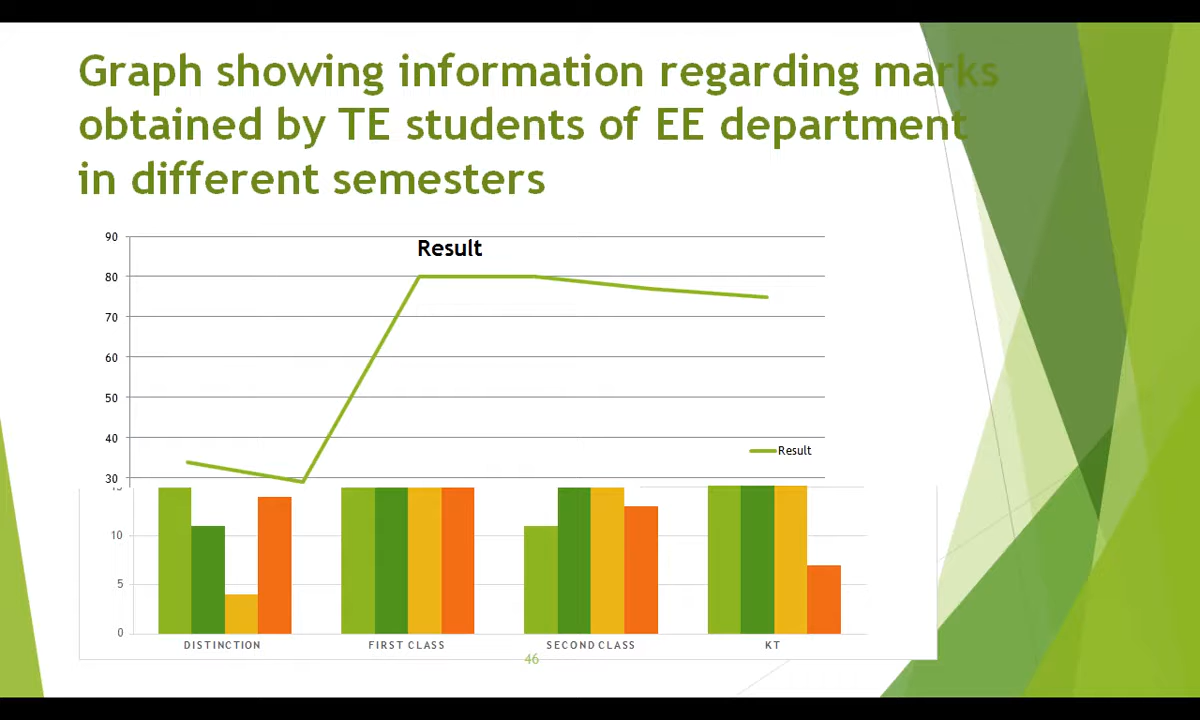 Graph showing information regarding marks
obtained by TE students of EE department
in different semesters
90
Result
80
70
60
50
40
Result
30
10
5
0
DISTINCTION FIRST CLASS SECOND CLASS KT
46